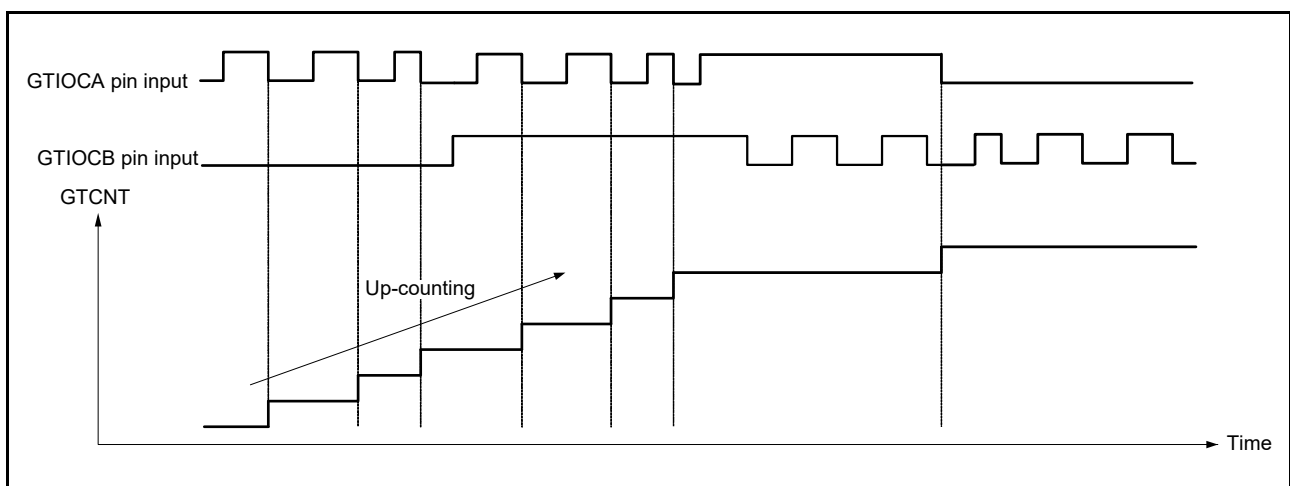 GTIOCA pin input
GTIOCB pin input
GTCNT
Up-counting
Time